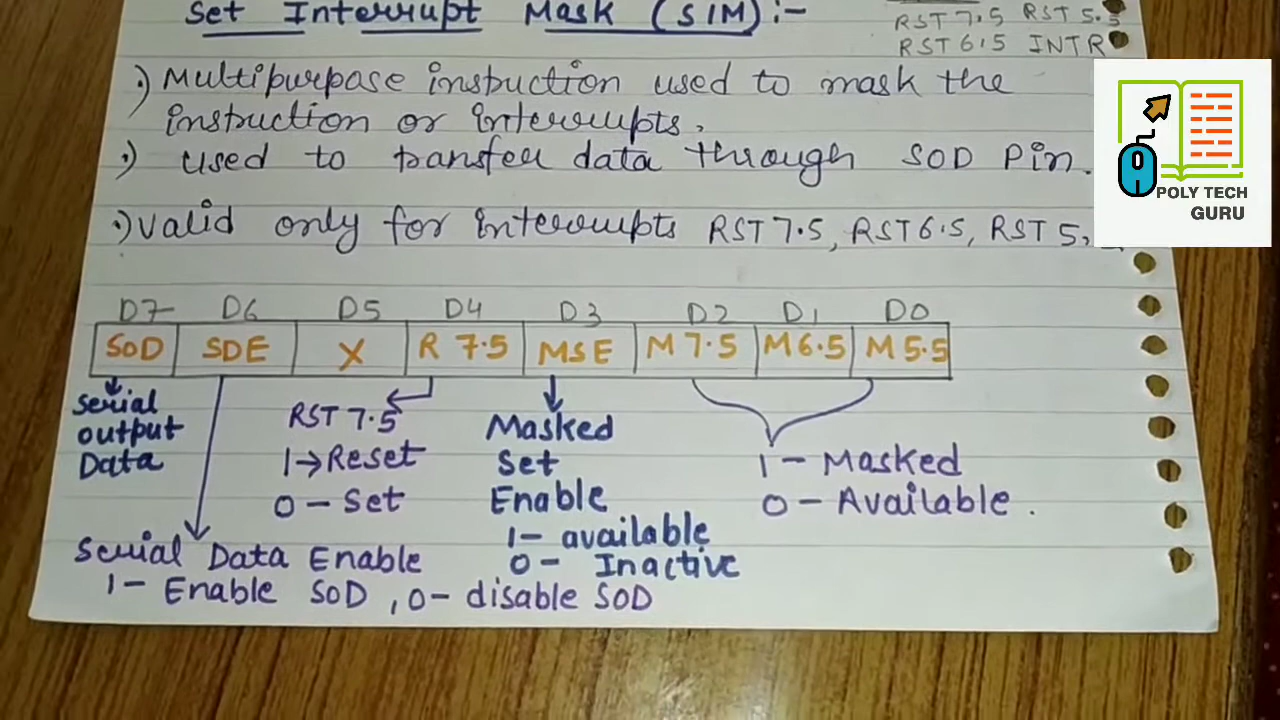 Set Interrupt Mask (SIM):-
RST 7.5 RST 5.5
RST 6.5 INTR
•) Multipurpose instruction used to mask the
instruction or interrupts.
•) used to transfer data through SOD Pin.
•) valid only for interrupts RST 7.5, RST 6.5, RST 5.
POLY TECH
GURU
D7 D6 D5 D4 D3 D2 D1 D0
SOD SDE X R 7.5 MSE M 7.5 M 6.5 M 5.5
Serial
output
Data
RST 7.5
1→Reset
0 - Set
Masked
Set
Enable
1- available
0- Inactive
1 - Masked
0 - Available.
Serial Data Enable
1- Enable SOD, 0- disable SOD